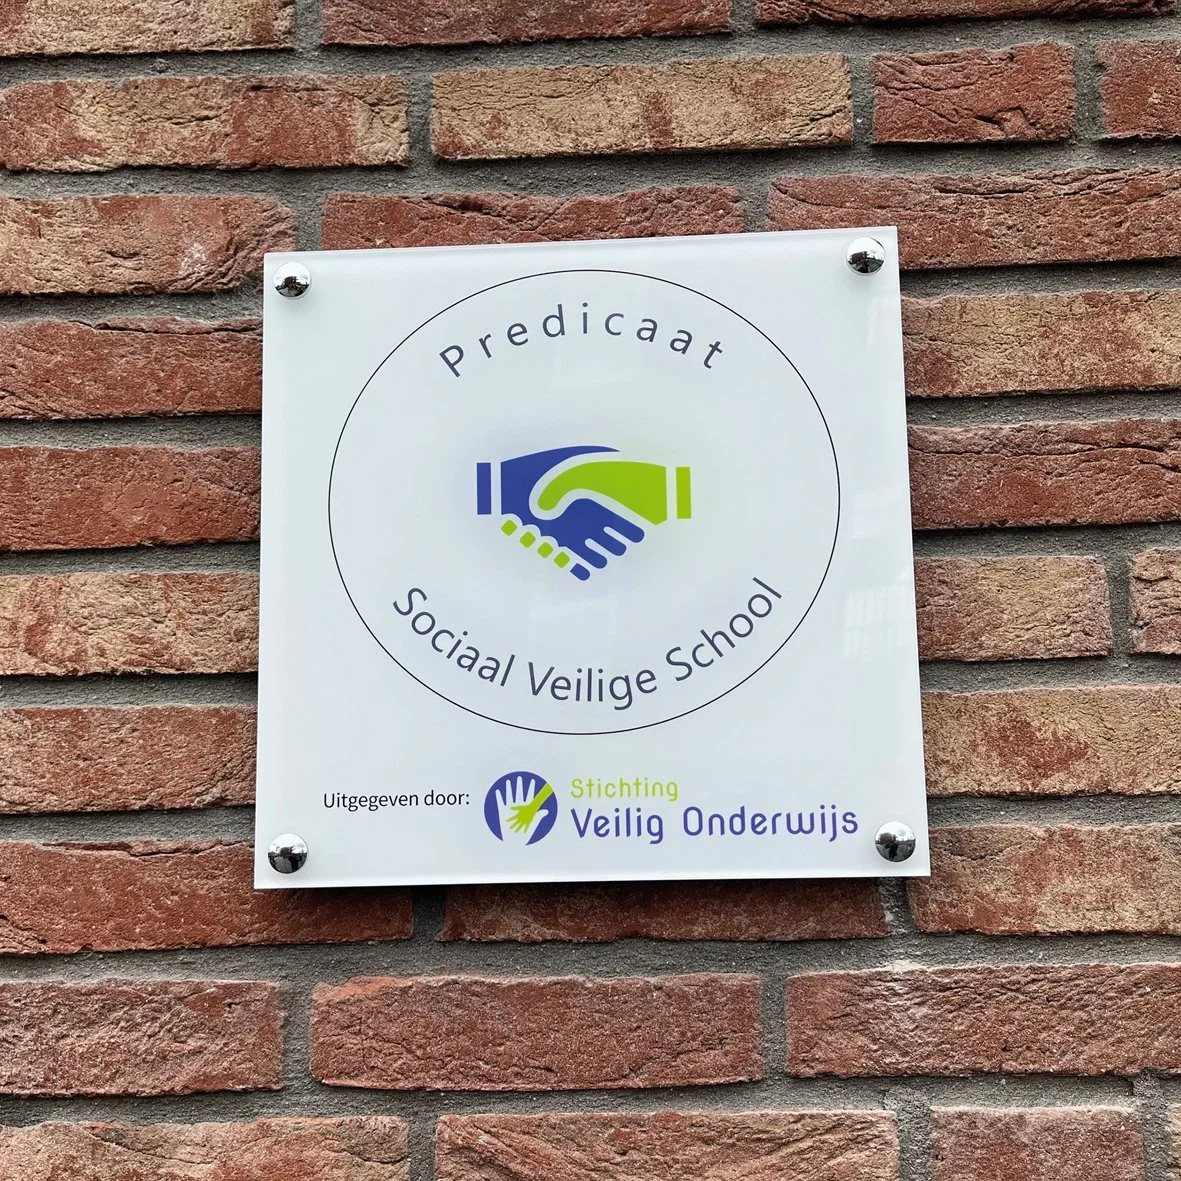 Predicaat
Sociaal Veilige School
Uitgegeven door:
Stichting
Veilig Onderwijs